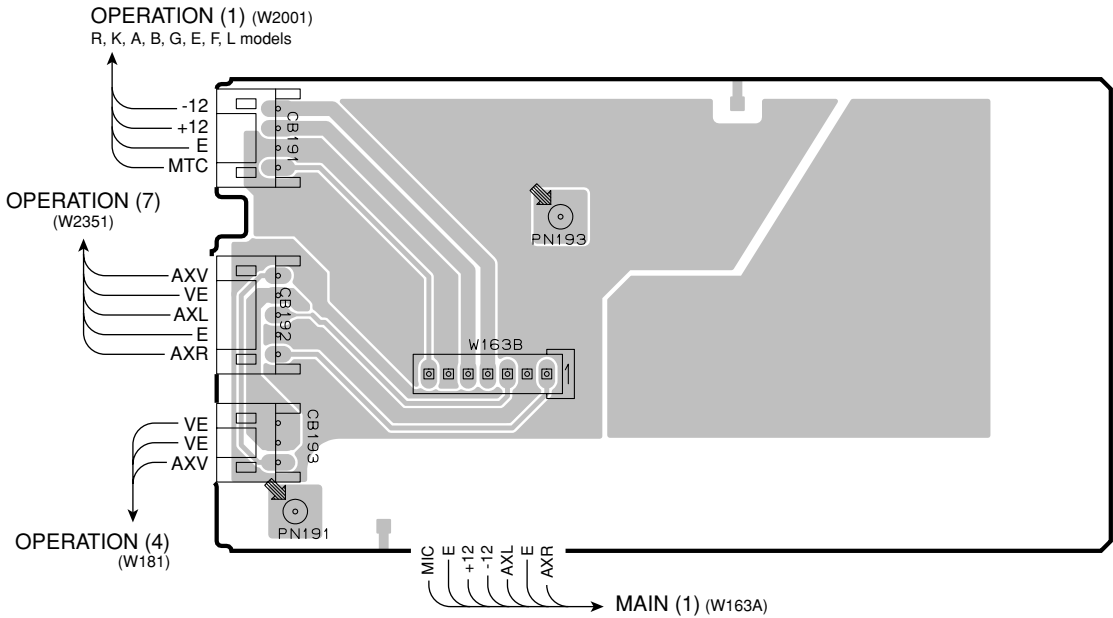 OPERATION (1) (W2001)
R, K, A, B, G, E, F, L models
-12
+12
E
MTC
CB191
OPERATION (7)
(W2351)
PN193
AXV
VE
AXL
E
AXR
CB192
W163B
1
VE
VE
AXV
CB193
OPERATION (4)
(W181)
PN191
MIC
E
+12
-12
AXL
E
AXR
MAIN (1) (W163A)